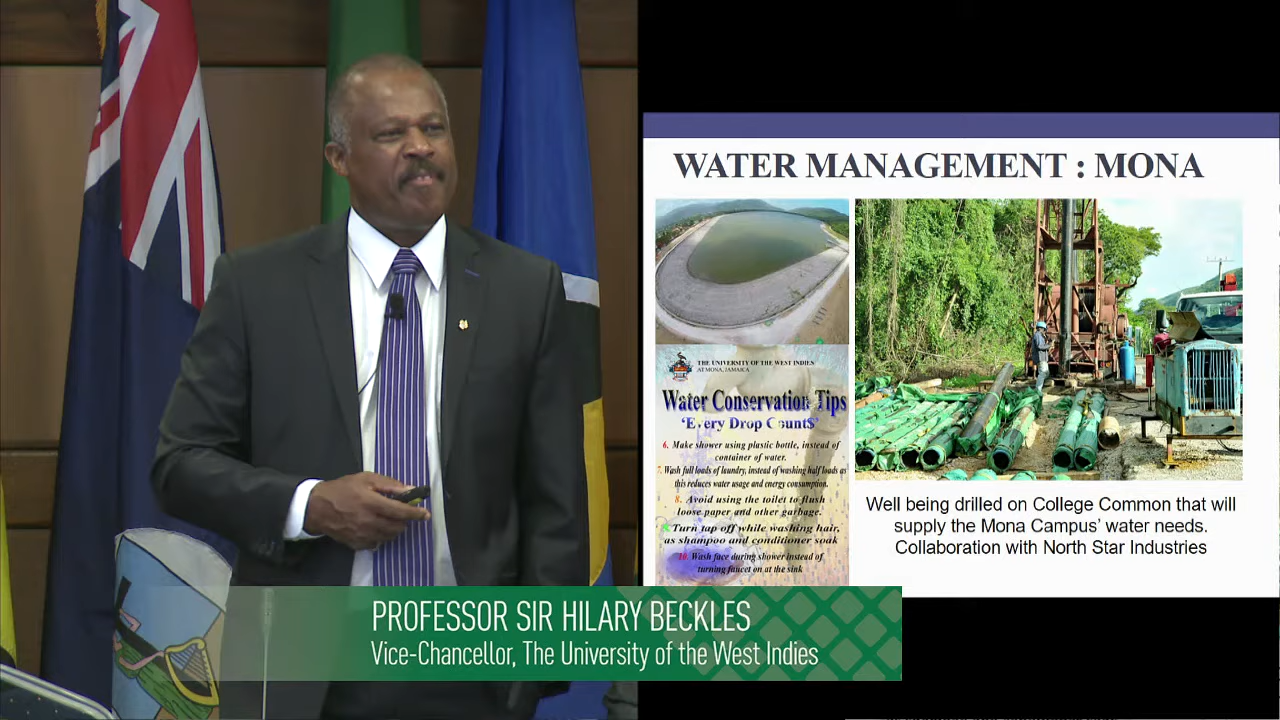 WATER MANAGEMENT : MONA
THE UNIVERSITY OF THE WEST INDIES
AT MONA, JAMAICA
Water Conservation Tips
'Every Drop Count$'
6. Make shower using plastic bottle, instead of
container of water.
7. Wash full loads of laundry, instead of washing half loads as
this reduces water usage and energy consumption.
8. Avoid using the toilet to flush
loose paper and other garbage.
Turn tap off while washing hair,
as shampoo and conditioner soak
10. Wash face during shower instead of
turning faucet on at the sink
Well being drilled on College Common that will
supply the Mona Campus' water needs.
Collaboration with North Star Industries
PROFESSOR SIR HILARY BECKLES
Vice-Chancellor, The University of the West Indies